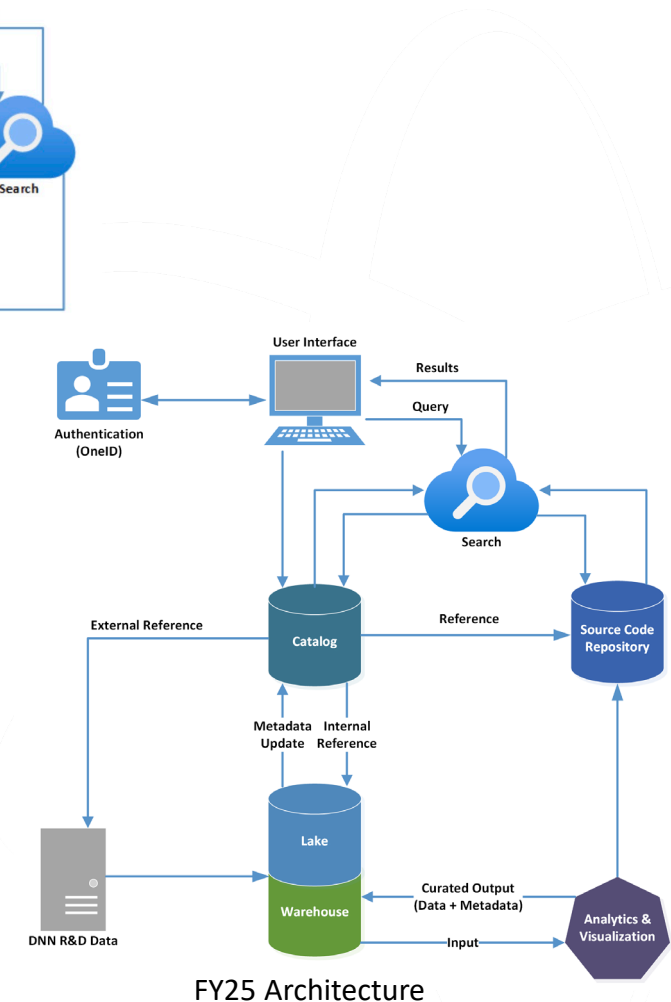 Search
User Interface
Results
Query
Authentication
(OneID)
Search
External Reference
Catalog
Reference
Source Code
Repository
Metadata
Update
Internal
Reference
Lake
Warehouse
Curated Output
(Data + Metadata)
Analytics &
Visualization
Input
DNN R&D Data
FY25 Architecture